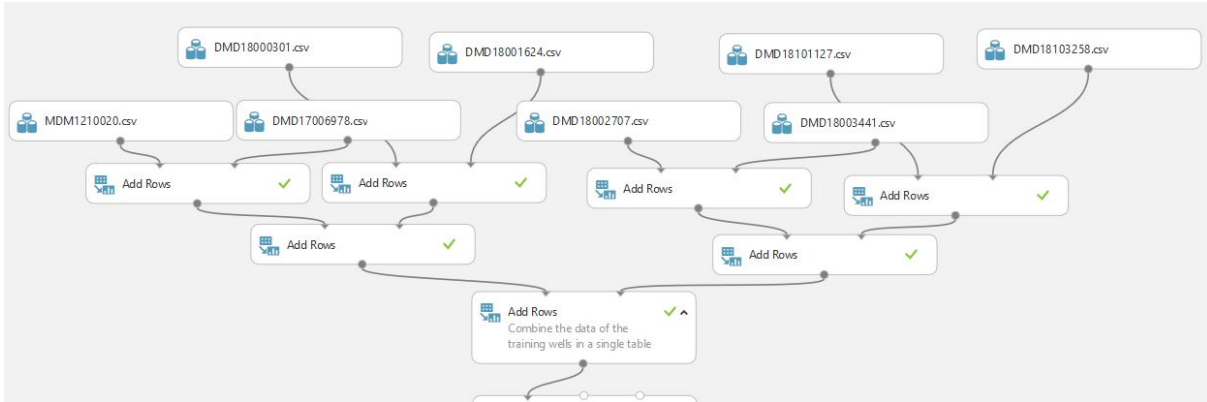 DMD18000301.csv
DMD18001624.csv
DMD18101127.csv
DMD18103258.csv
MDM1210020.csv
DMD17006978.csv
DMD18002707.csv
DMD18003441.csv
Add Rows
Add Rows
Add Rows
Add Rows
Add Rows
Add Rows
Add Rows
Combine the data of the
training wells in a single table